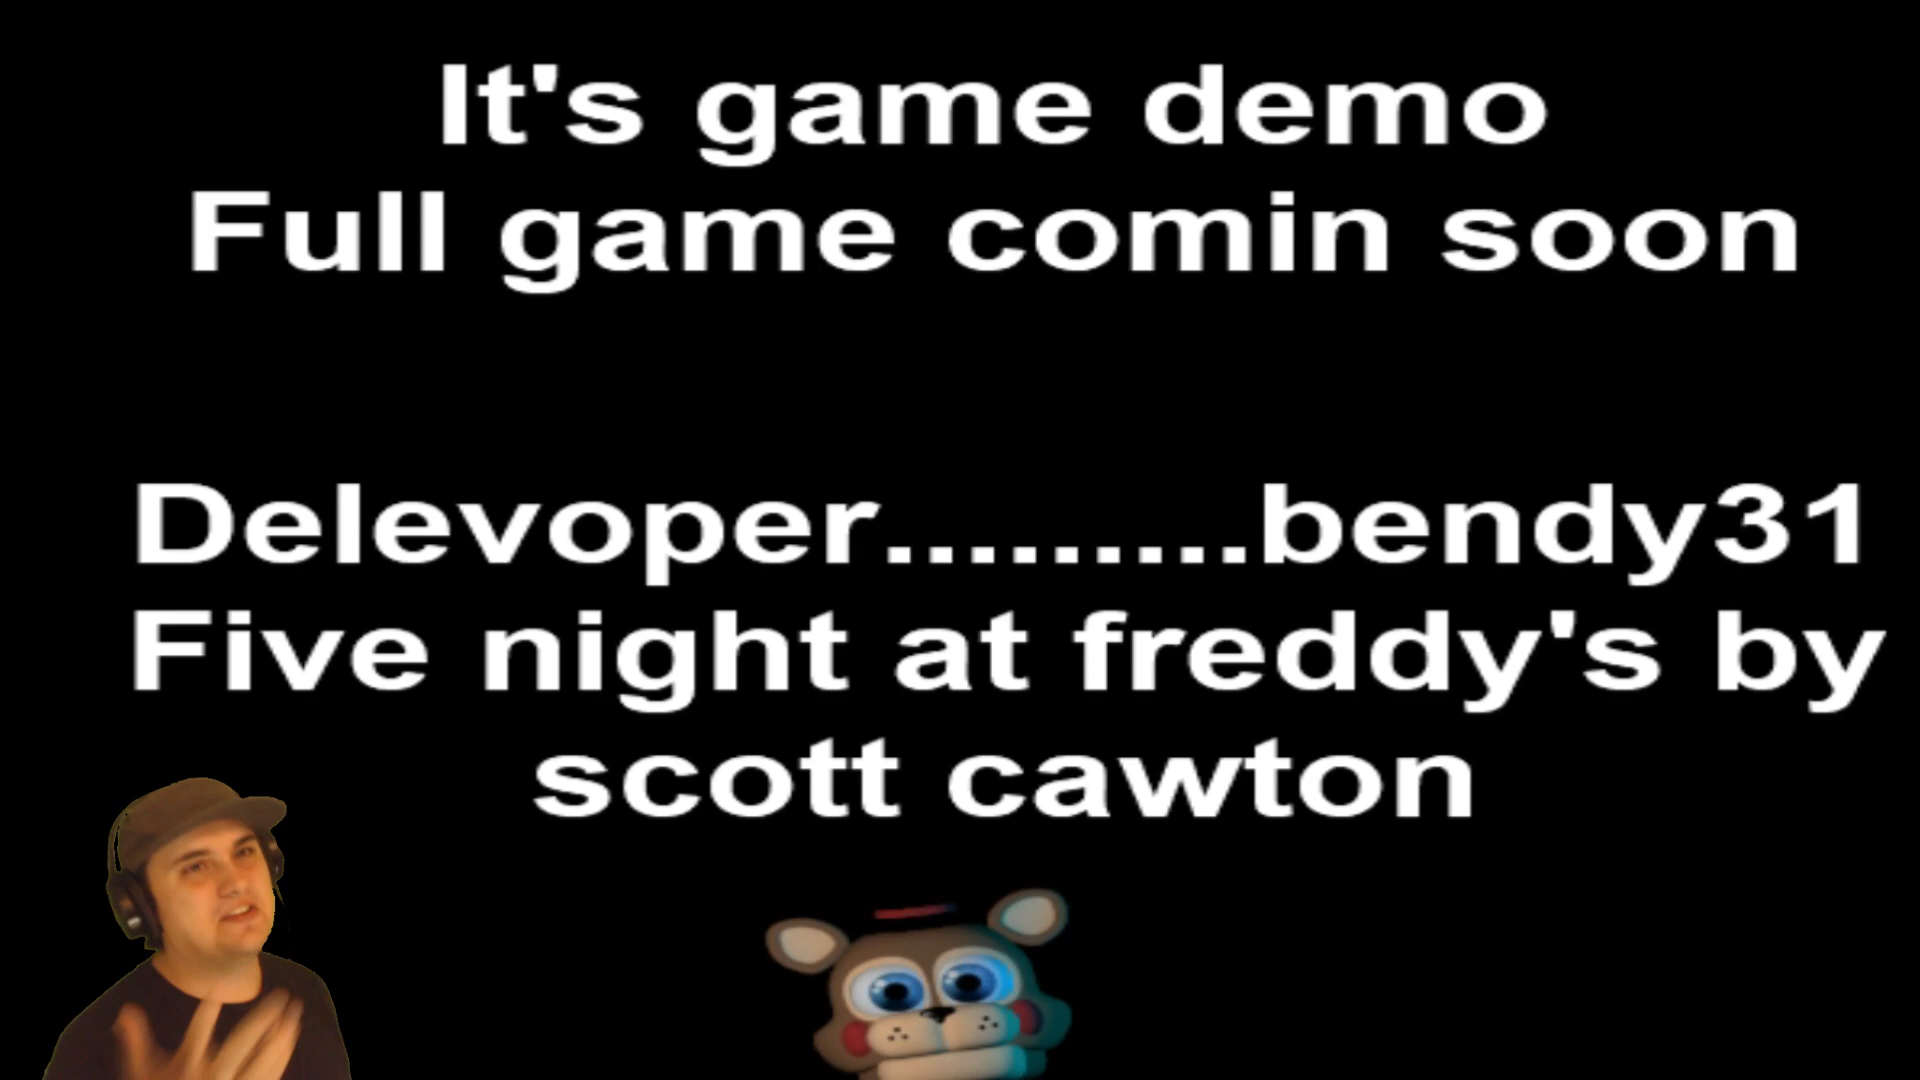 It's game demo
Full game comin soon
Delevoper.........bendy31
Five night at freddy's by
scott cawton